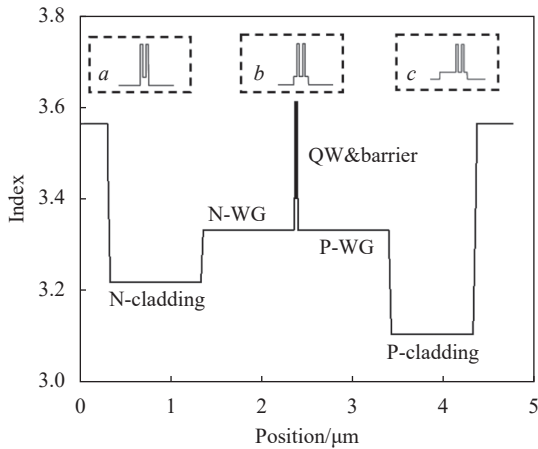 3.8
a
b
c
3.6
QW&barrier
Index
3.4
N-WG
P-WG
3.2
N-cladding
P-cladding
3.0
0
1
2
3
4
5
Position/μm